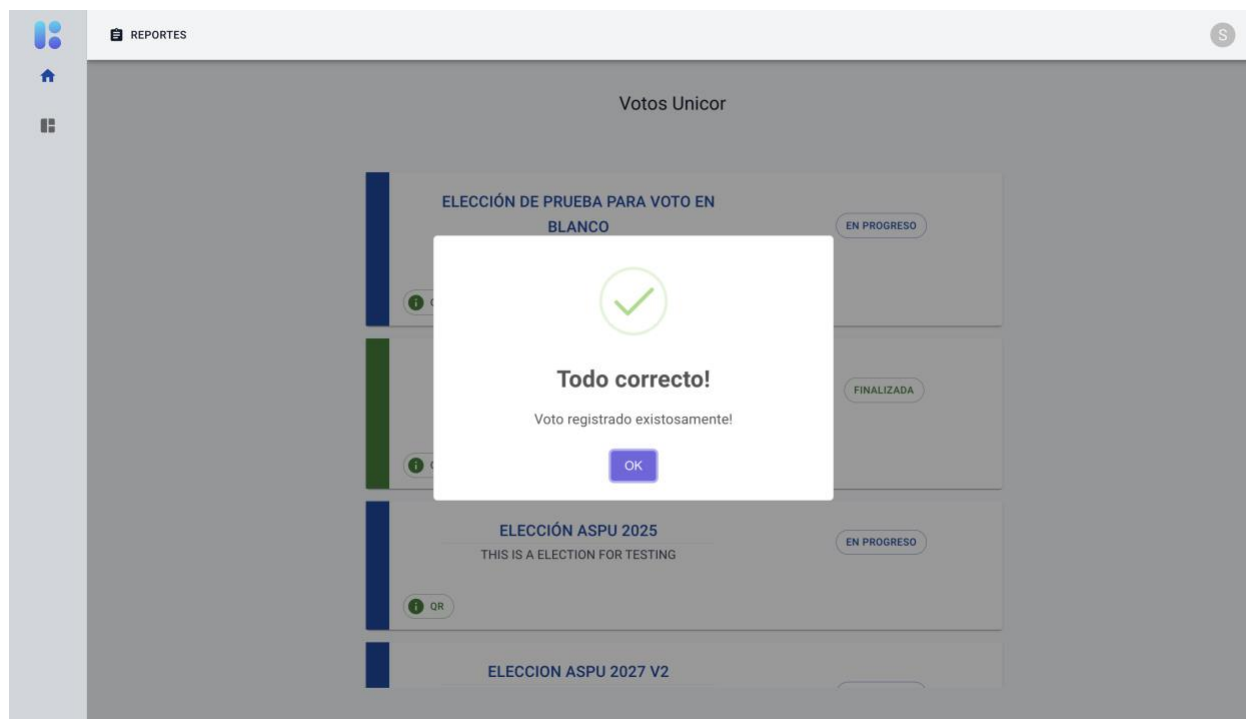 REPORTES
S
Votos Unicor
ELECCIÓN DE PRUEBA PARA VOTO EN
BLANCO
EN PROGRESO
Todo correcto!
FINALIZADA
Voto registrado existosamente!
OK
ELECCIÓN ASPU 2025
EN PROGRESO
THIS IS A ELECTION FOR TESTING
QR
ELECCION ASPU 2027 V2